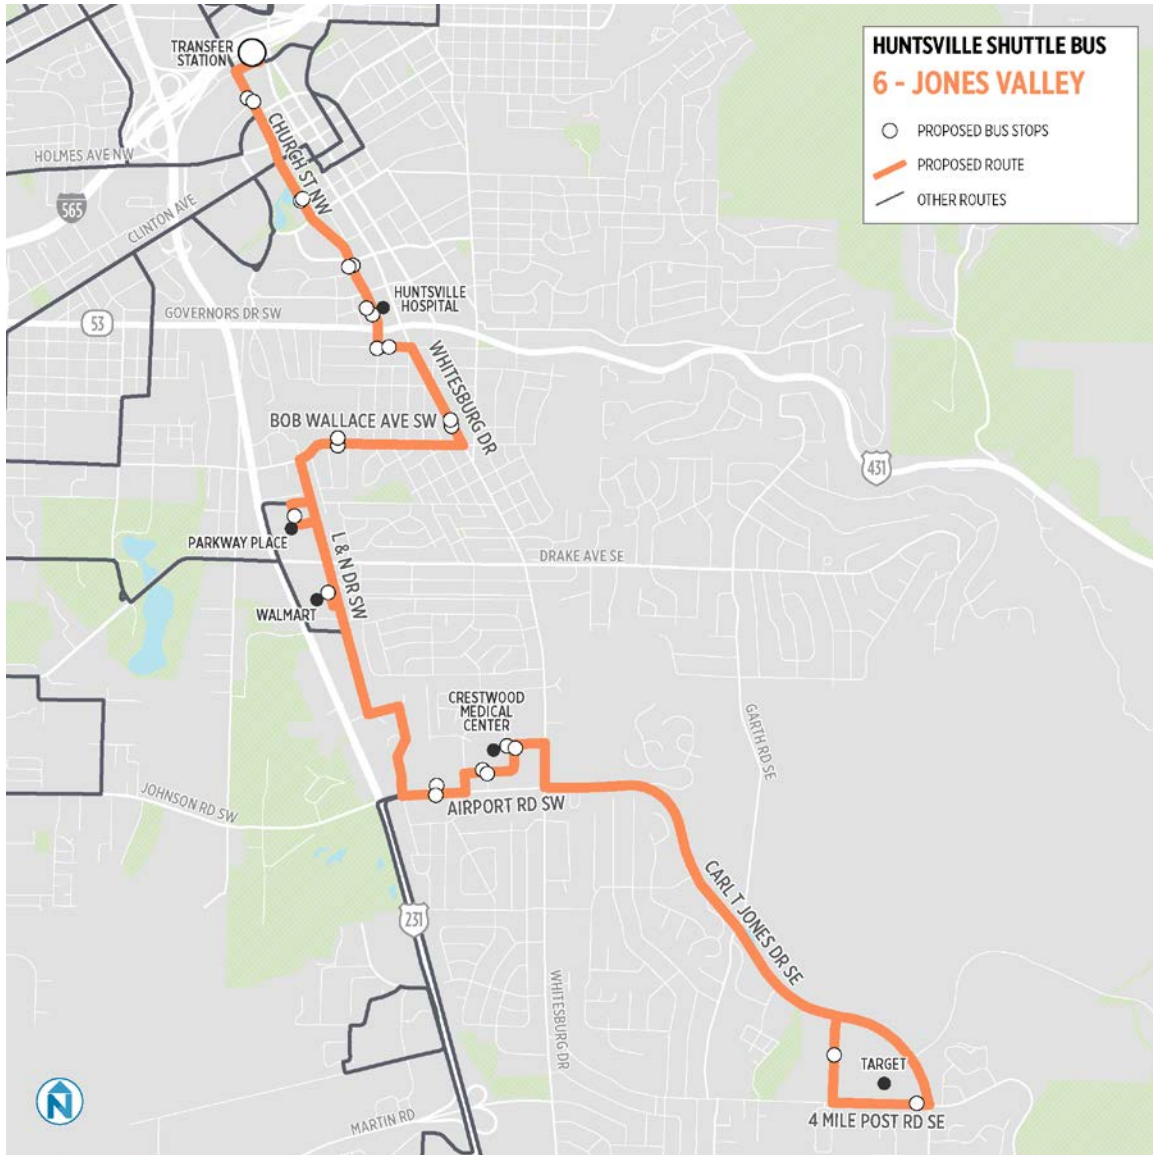 HUNTSVILLE SHUTTLE BUS
6 - JONES VALLEY
PROPOSED BUS STOPS
PROPOSED ROUTE
OTHER ROUTES
TRANSFER
STATION
CHURCH ST NW
HOLMES AVE NW
565
CLINTON AVE
HUNTSVILLE
HOSPITAL
GOVERNORS DR SW
53
WHITESBURG DR
BOB WALLACE AVE SW
431
PARKWAY PLACE
L & N DR SW
DRAKE AVE SE
WALMART
CRESTWOOD
MEDICAL
CENTER
GARTH RD SE
JOHNSON RD SW
AIRPORT RD SW
CARL T JONES DR SE
231
WHITESBURG DR
TARGET
4 MILE POST RD SE
MARTIN RD
N